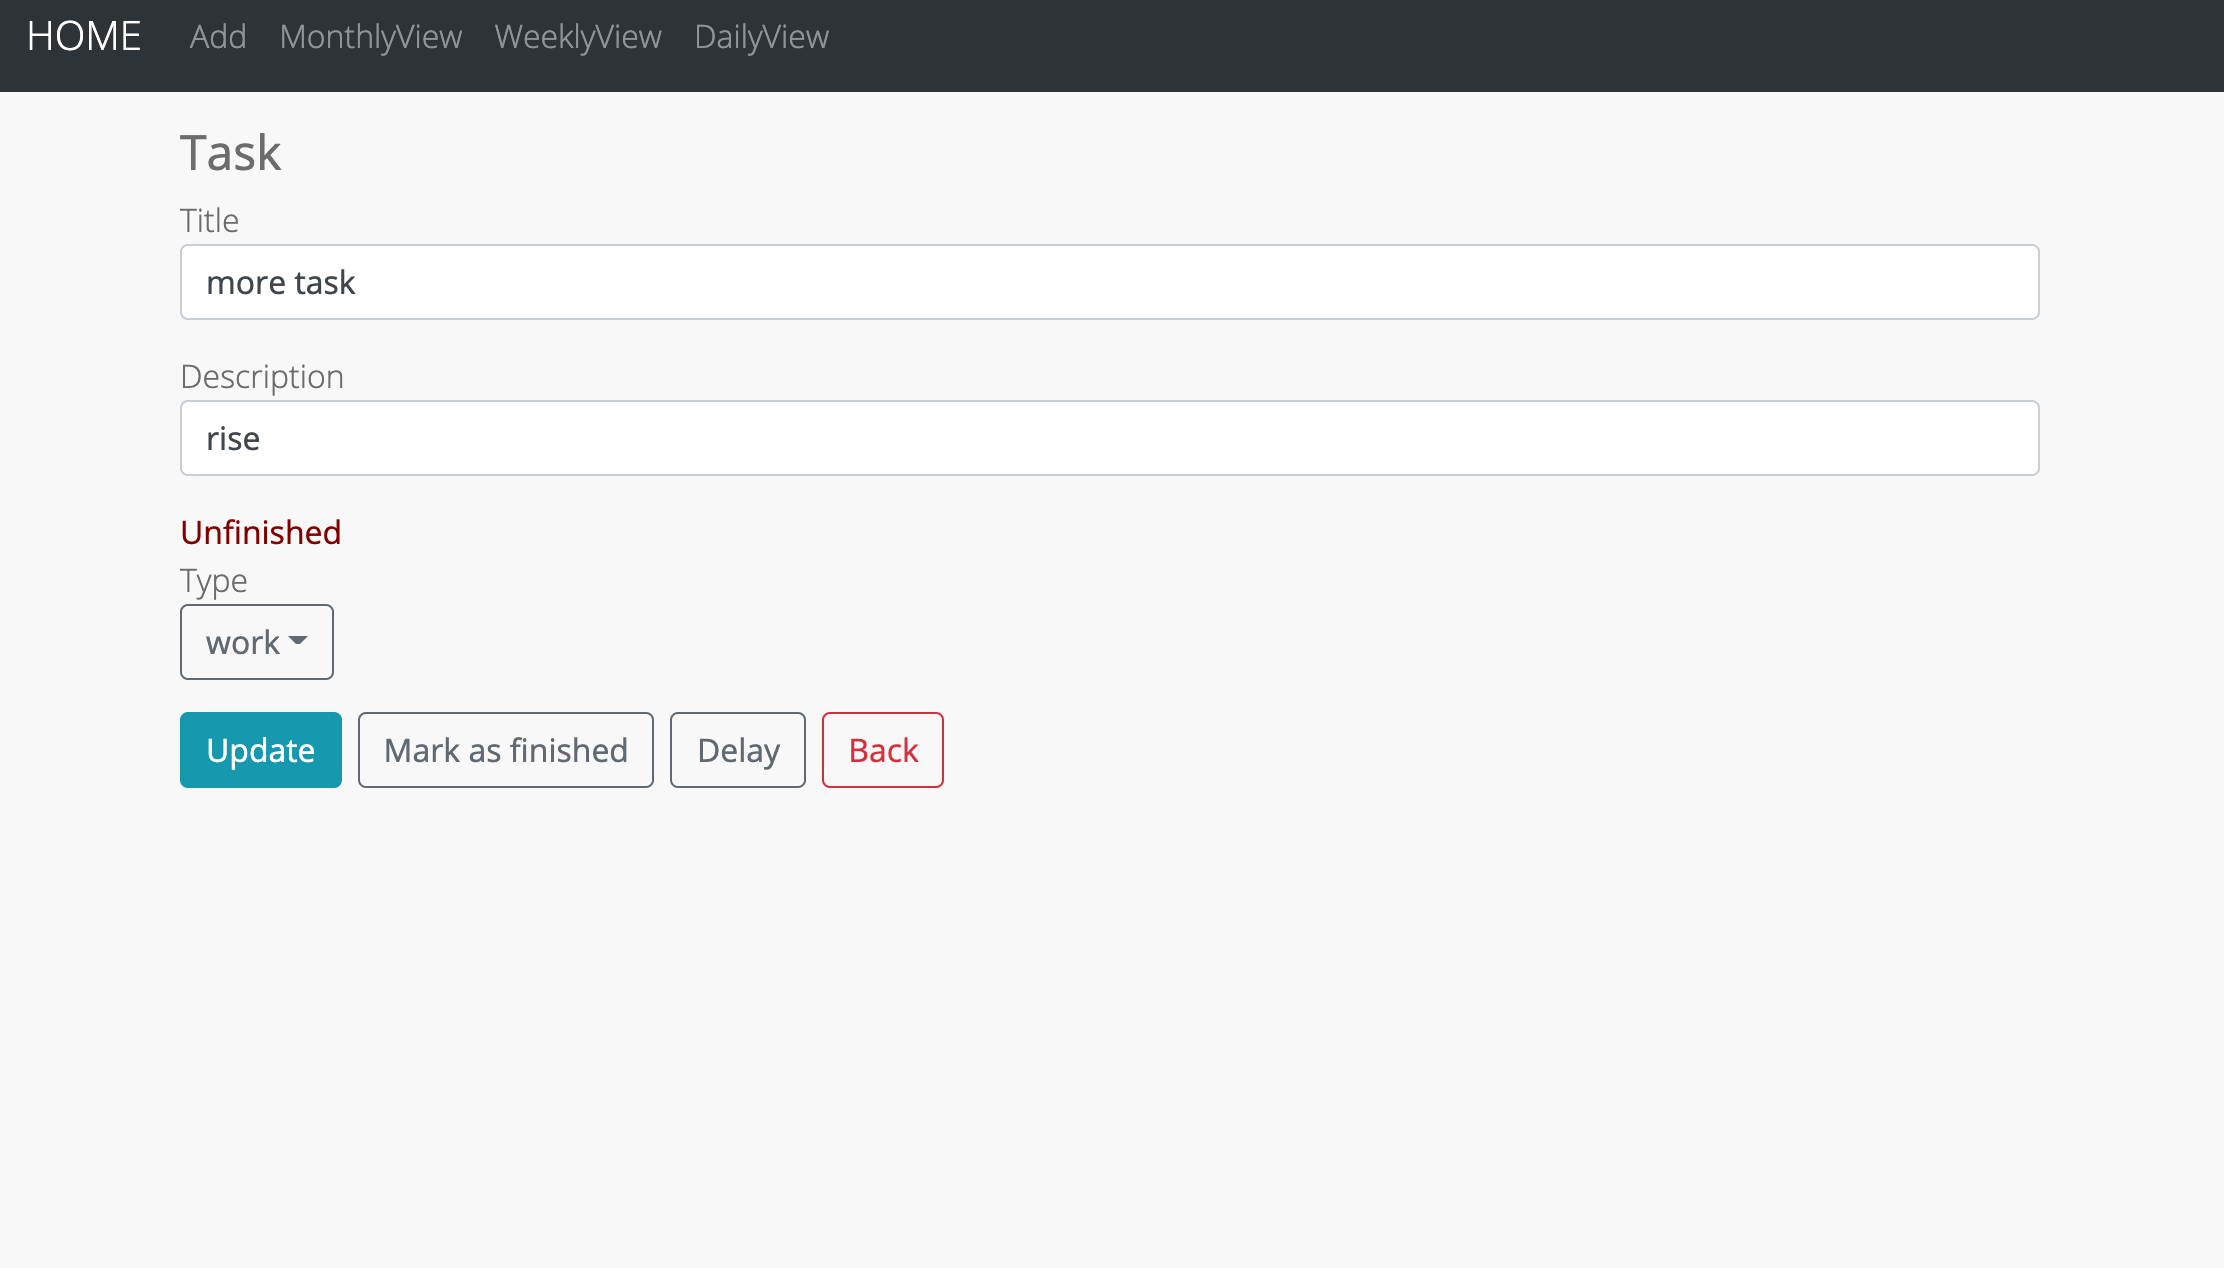 HOME Add MonthlyView WeeklyView DailyView
Task
Title
more task
Description
rise
Unfinished
Type
work
Update Mark as finished Delay Back